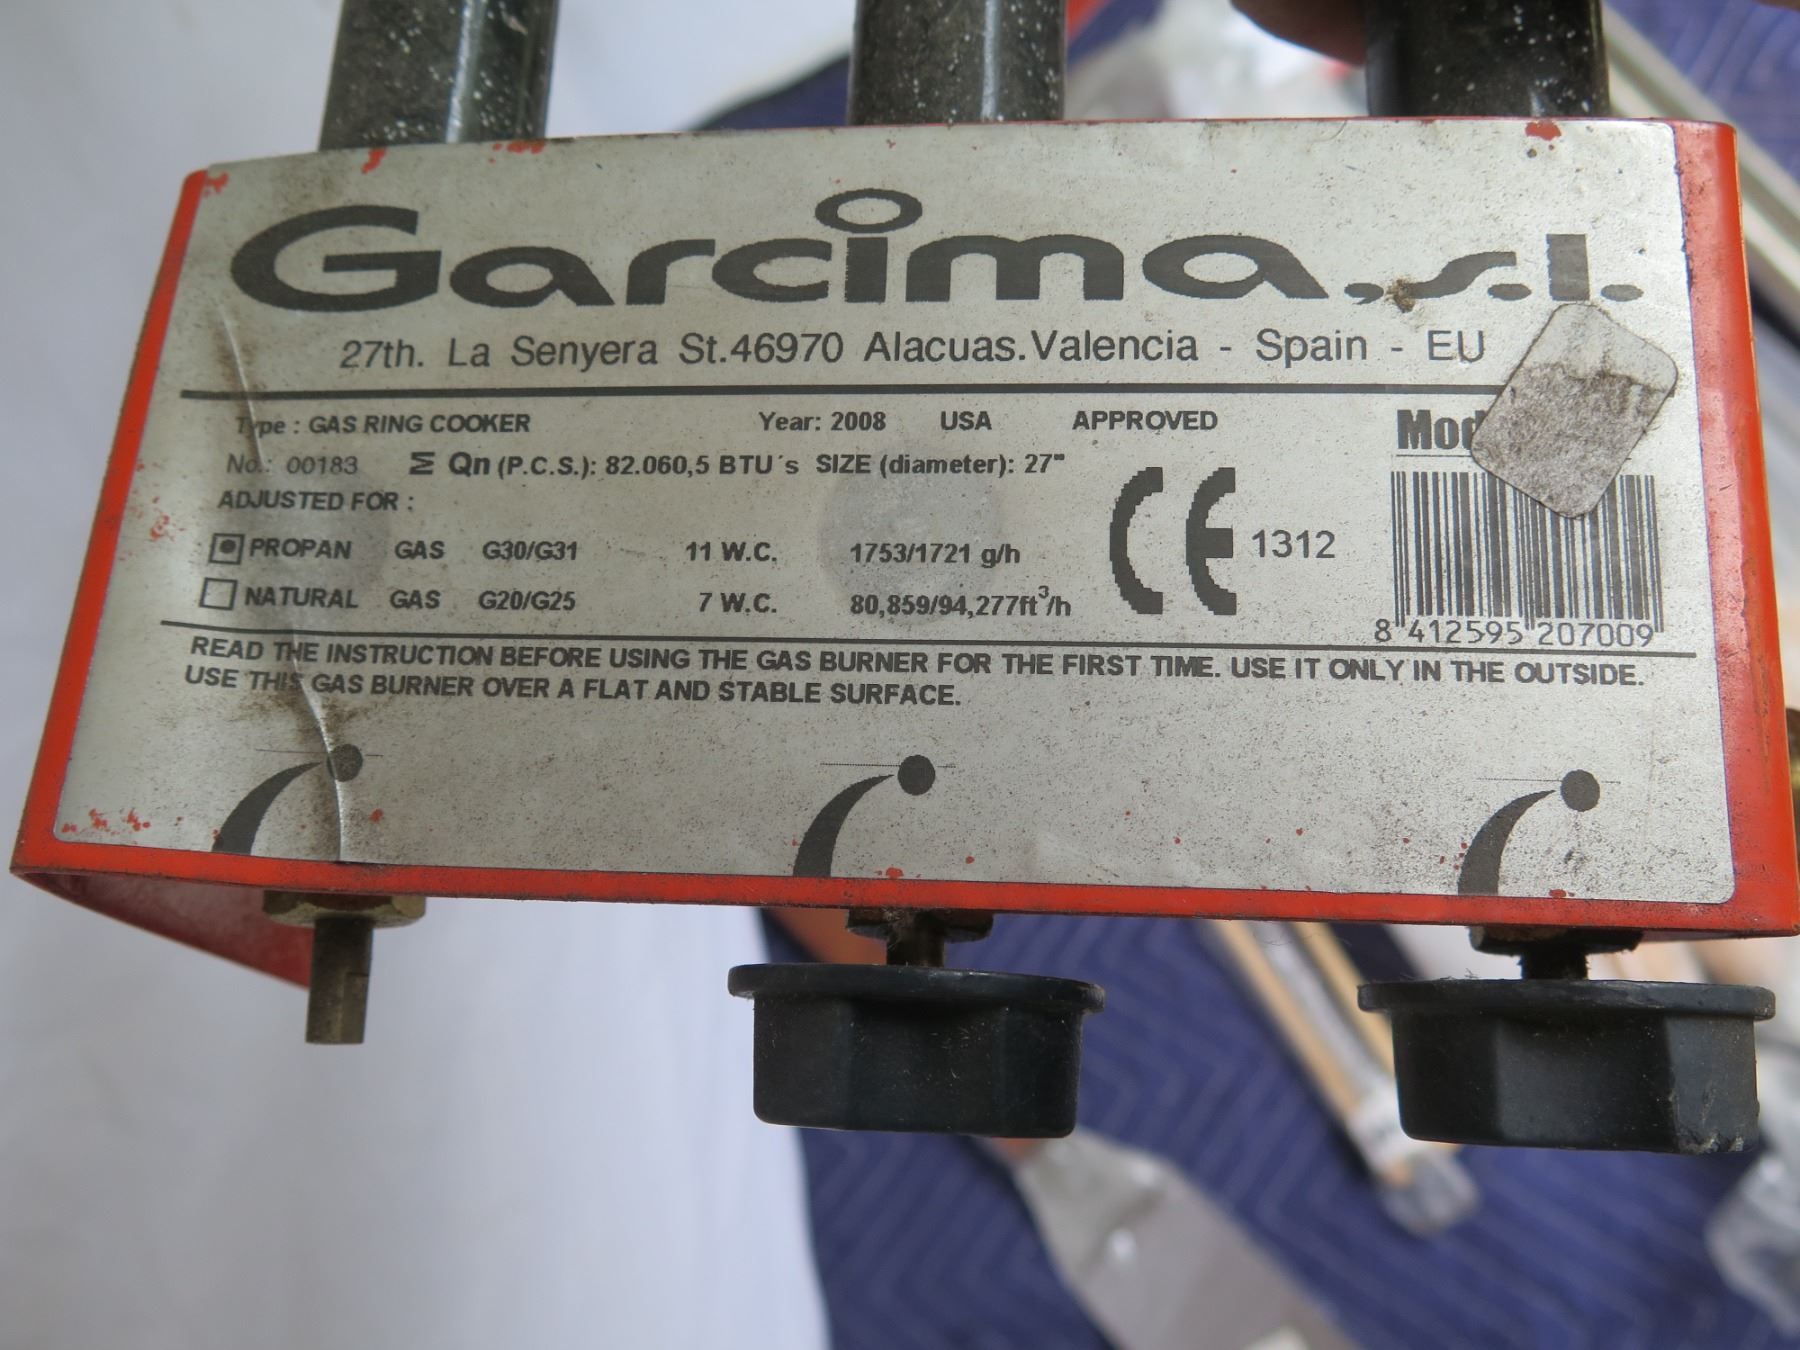 Garcima,s.l.
27th. La Senyera St.46970 Alacuas.Valencia - Spain - EU
Type : GAS RING COOKER Year: 2008 USA APPROVED
No.: 00183 Σ Qn (P.C.S.): 82.060,5 BTU´s SIZE (diameter): 27"
ADJUSTED FOR :
PROPAN GAS G30/G31 11 W.C. 1753/1721 g/h
NATURAL GAS G20/G25 7 W.C. 80,859/94,277ft³/h
CE 1312
8 412595 207009
READ THE INSTRUCTION BEFORE USING THE GAS BURNER FOR THE FIRST TIME. USE IT ONLY IN THE OUTSIDE.
USE THIS GAS BURNER OVER A FLAT AND STABLE SURFACE.